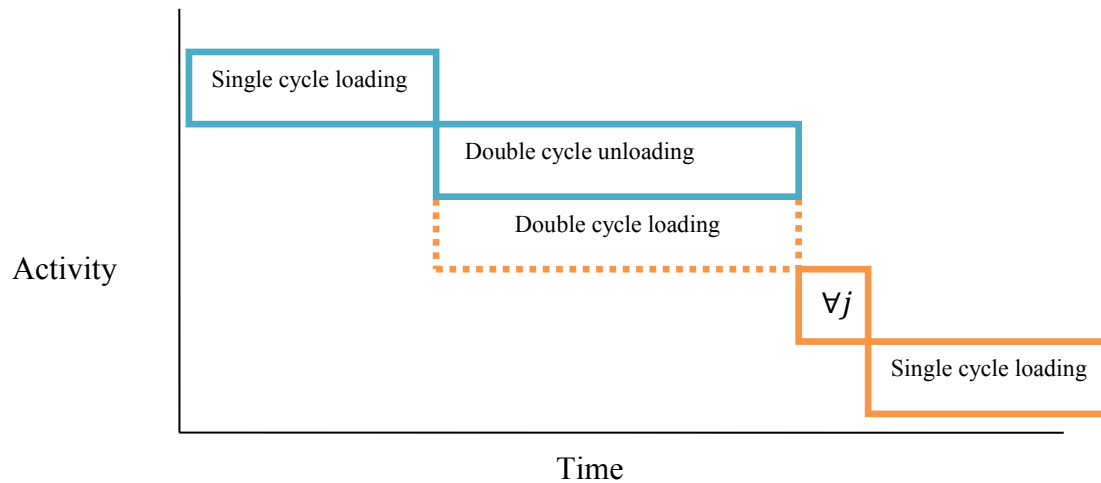 Single cycle loading
Double cycle unloading
Double cycle loading
Activity
∀j
Single cycle loading
Time